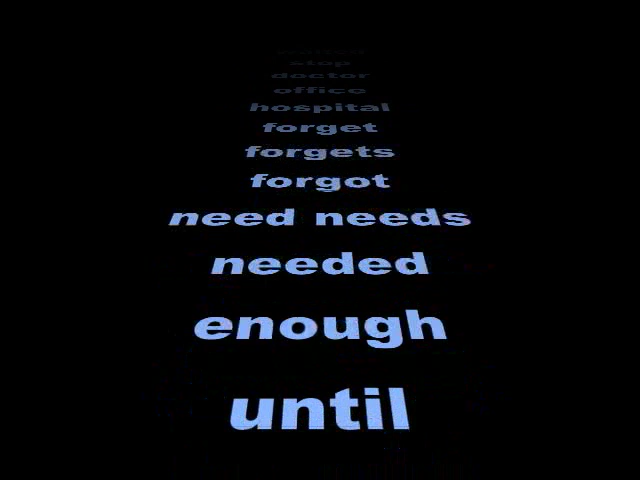 stop
doctor
office
hospital
forget
forgets
forgot
need needs
needed
enough
until